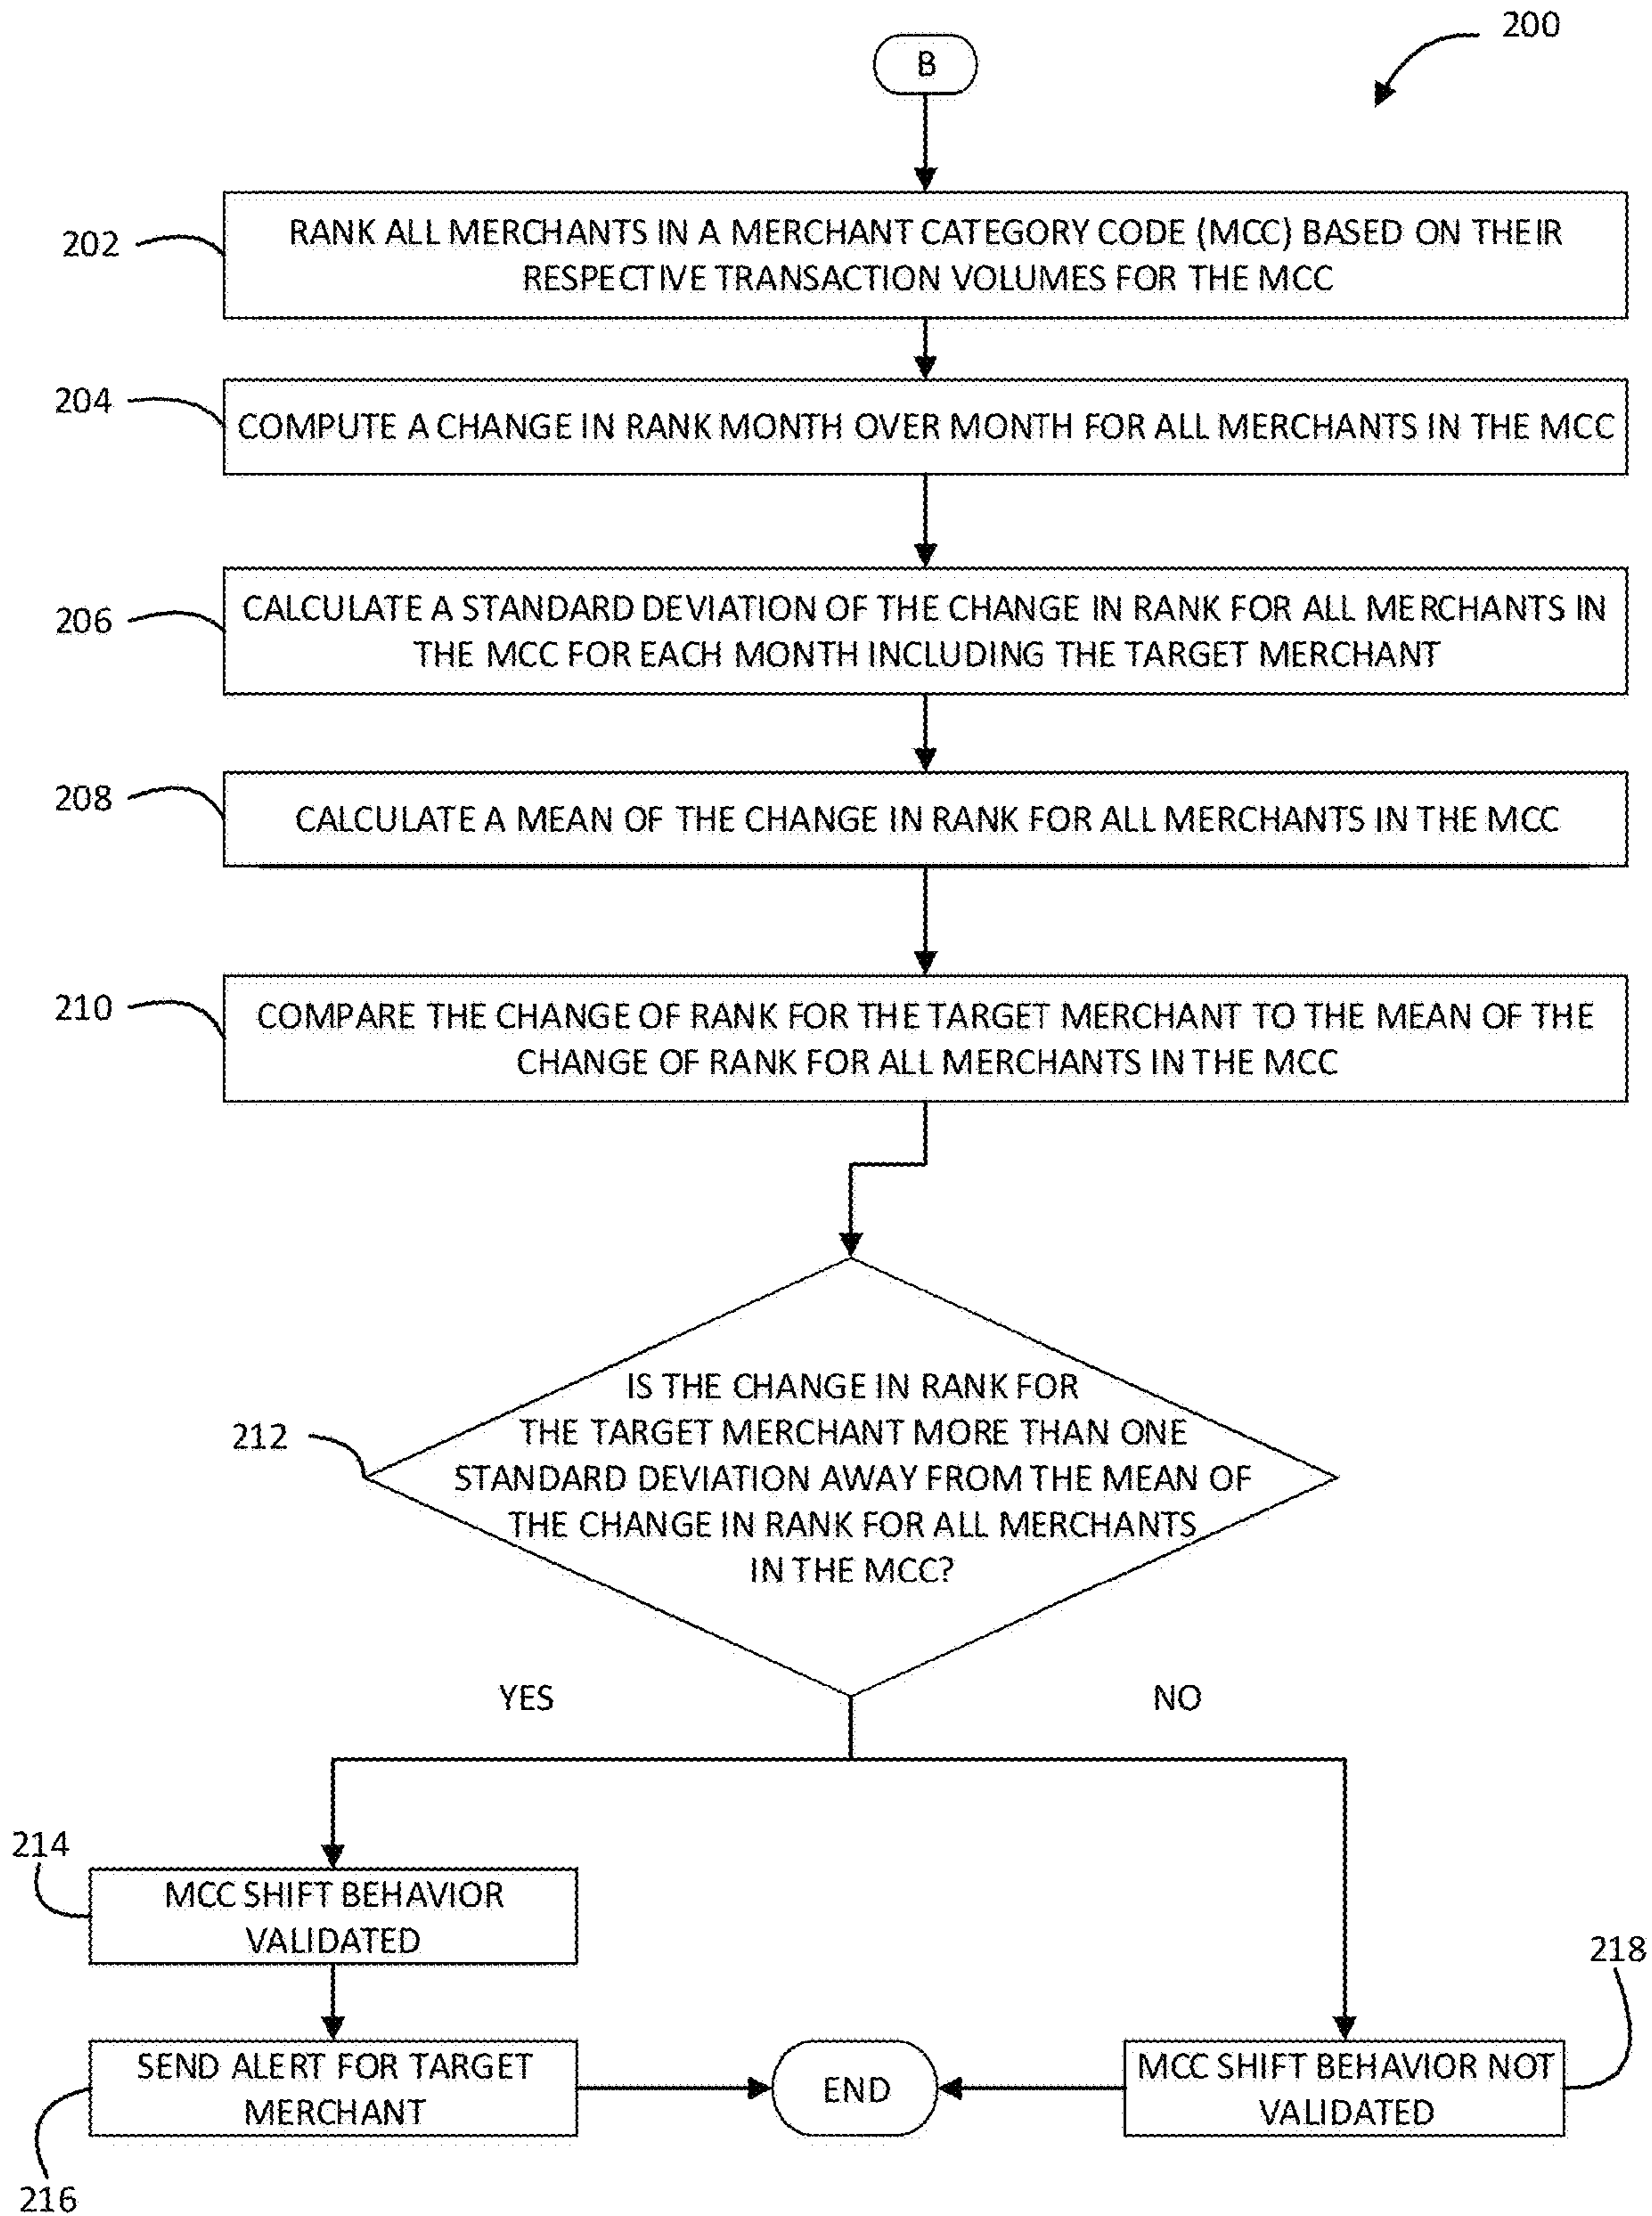 200
B
202
RANK ALL MERCHANTS IN A MERCHANT CATEGORY CODE (MCC) BASED ON THEIR
RESPECTIVE TRANSACTION VOLUMES FOR THE MCC
204
COMPUTE A CHANGE IN RANK MONTH OVER MONTH FOR ALL MERCHANTS IN THE MCC
206
CALCULATE A STANDARD DEVIATION OF THE CHANGE IN RANK FOR ALL MERCHANTS IN
THE MCC FOR EACH MONTH INCLUDING THE TARGET MERCHANT
208
CALCULATE A MEAN OF THE CHANGE IN RANK FOR ALL MERCHANTS IN THE MCC
210
COMPARE THE CHANGE OF RANK FOR THE TARGET MERCHANT TO THE MEAN OF THE
CHANGE OF RANK FOR ALL MERCHANTS IN THE MCC
212
IS THE CHANGE IN RANK FOR
THE TARGET MERCHANT MORE THAN ONE
STANDARD DEVIATION AWAY FROM THE MEAN OF
THE CHANGE IN RANK FOR ALL MERCHANTS
IN THE MCC?
YES
NO
214
MCC SHIFT BEHAVIOR
VALIDATED
216
SEND ALERT FOR TARGET
MERCHANT
END
218
MCC SHIFT BEHAVIOR NOT
VALIDATED